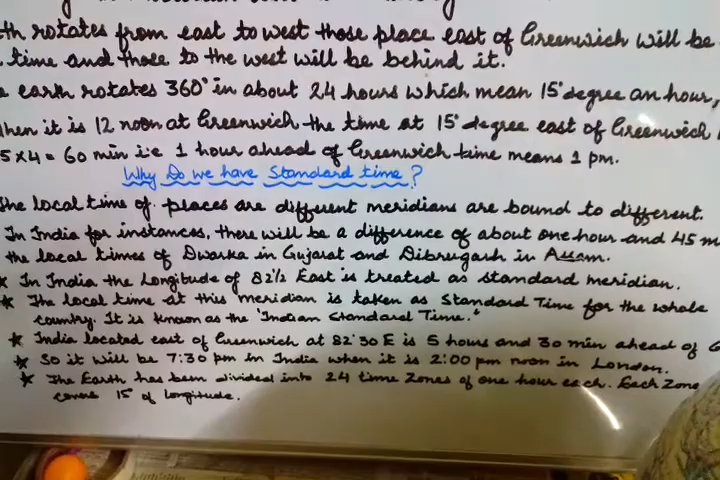 th rotates from east to west those place east of Greenwich will be
time and those to the west will be behind it.
earth rotates 360° in about 24 hours which mean 15° degree an hour,
When it is 12 noon at Greenwich the time at 15° degree east of Greenwich
5x4 = 60 min i.e 1 hour ahead of Greenwich time means 1 pm.
Why Do we have Standard time?
The local time of places are different meridians are bound to different.
In India for instances, there will be a difference of about one hour and 45 m
the local times of Dwarka in Gujarat and Dibrugarh in Assam.
* In India the Longitude of 82½ East is treated as standard meridian.
* The local time at this meridian is taken as Standard Time for the whole
country. It is known as the "Indian Standard Time."
* India located east of Greenwich at 82°30 E is 5 hours and 30 min ahead of G
* So it will be 7:30 pm in India when it is 2:00 pm noon in London.
* The Earth has been divided into 24 time Zones of one hour each. Each Zone
covers 15° of longitude.